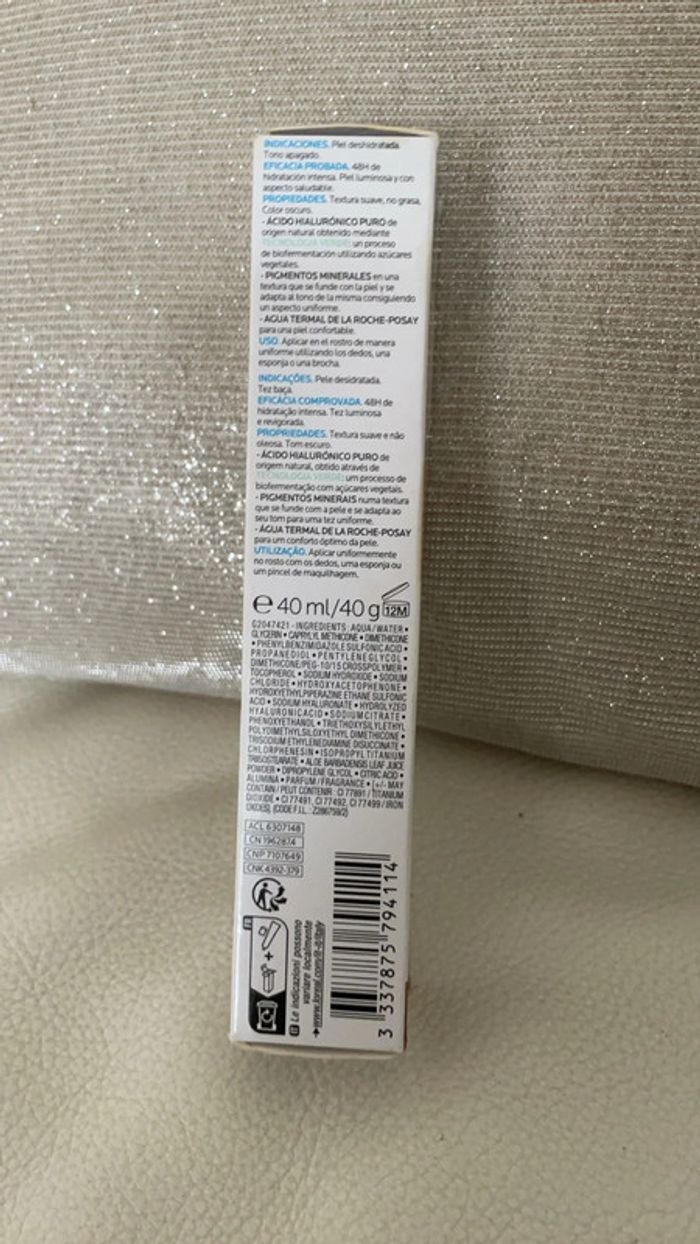 INDICACIONES. Piel deshidratada.
Tono apagado.
EFICACIA PROBADA. 48H de
hidratación intensa. Piel luminosa y con
aspecto saludable.
PROPIEDADES. Textura suave, no grasa,
Color oscuro.
- ÁCIDO HIALURÓNICO PURO de
origen natural obtenido mediante
TECNOLOGÍA VERDE: un proceso
de biofermentación utilizando azúcares
vegetales.
- PIGMENTOS MINERALES en una
textura que se funde con la piel y se
adapta al tono de la misma consiguiendo
un aspecto uniforme.
- AGUA TERMAL DE LA ROCHE-POSAY
para una piel confortable.
USO. Aplicar en el rostro de manera
uniforme utilizando los dedos, una
esponja o una brocha.
INDICAÇÕES. Pele desidratada.
Tez baça.
EFICÁCIA COMPROVADA. 48H de
hidratação intensa. Tez luminosa
e revigorada.
PROPRIEDADES. Textura suave e não
oleosa. Tom escuro.
- ÁCIDO HIALURÓNICO PURO de
origem natural, obtido através de
TECNOLOGIA VERDE: um processo de
biofermentação com açúcares vegetais.
- PIGMENTOS MINERAIS numa textura
que se funde com a pele e se adapta ao
seu tom para uma tez uniforme.
- ÁGUA TERMAL DE LA ROCHE-POSAY
para um conforto óptimo da pele.
UTILIZAÇÃO. Aplicar uniformemente
no rosto com os dedos, uma esponja ou
um pincel de maquilhagem.
e 40 ml/40 g 12M
G2047421 - INGREDIENTS: AQUA / WATER •
GLYCERIN • CAPRYLYL METHICONE • DIMETHICONE
• PHENYLBENZIMIDAZOLE SULFONIC ACID •
PROPANEDIOL • PENTYLENE GLYCOL •
DIMETHICONE/PEG-10/15 CROSSPOLYMER •
TOCOPHEROL • SODIUM HYDROXIDE • SODIUM
CHLORIDE • HYDROXYACETOPHENONE •
HYDROXYETHYLPIPERAZINE ETHANE SULFONIC
ACID • SODIUM HYALURONATE • HYDROLYZED
HYALURONIC ACID • SODIUM CITRATE •
PHENOXYETHANOL • TRIETHOXYSILYLETHYL
POLYDIMETHYLSILOXYETHYL DIMETHICONE •
TRISODIUM ETHYLENEDIAMINE DISUCCINATE •
CHLORPHENESIN • ISOPROPYL TITANIUM
TRIISOSTEARATE • ALOE BARBADENSIS LEAF JUICE
POWDER • DIPROPYLENE GLYCOL • CITRIC ACID •
ALUMINA • PARFUM / FRAGRANCE • [+/- MAY
CONTAIN / PEUT CONTENIR : CI 77891 / TITANIUM
DIOXIDE • CI 77491, CI 77492, CI 77499 / IRON
OXIDES]. (CODE F.I.L. : Z286759/2)
ACL 6307148
CN 196287.4
CNP 7107649
CNK 4392-379
FR
IT Le indicazioni possono
variare localmente
www.loreal.com/it-it/italy
3 337875 794114